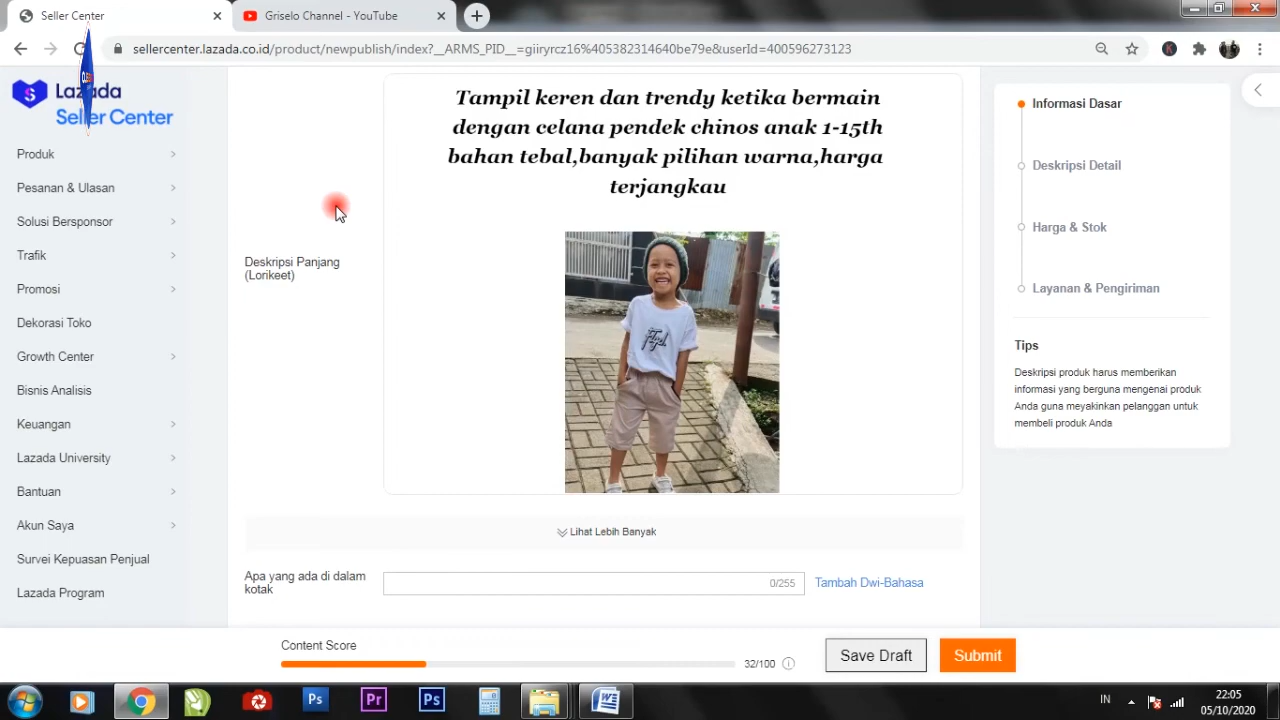 Seller Center
Griselo Channel - YouTube
sellercenter.lazada.co.id/product/newpublish/index?__ARMS_PID__=giiryrcz16%405382314640be79e&userId=400596273123
Lazada
Seller Center
Produk
Pesanan & Ulasan
Solusi Bersponsor
Trafik
Promosi
Dekorasi Toko
Growth Center
Bisnis Analisis
Keuangan
Lazada University
Bantuan
Akun Saya
Survei Kepuasan Penjual
Lazada Program
Tampil keren dan trendy ketika bermain
dengan celana pendek chinos anak 1-15th
bahan tebal,banyak pilihan warna,harga
terjangkau
Deskripsi Panjang
(Lorikeet)
Lihat Lebih Banyak
Apa yang ada di dalam
kotak
0/255
Tambah Dwi-Bahasa
Informasi Dasar
Deskripsi Detail
Harga & Stok
Layanan & Pengiriman
Tips
Deskripsi produk harus memberikan
informasi yang berguna mengenai produk
Anda guna meyakinkan pelanggan untuk
membeli produk Anda
Content Score
32/100
Save Draft
Submit
Ps
Pr
Ps
IN
22:05
05/10/2020